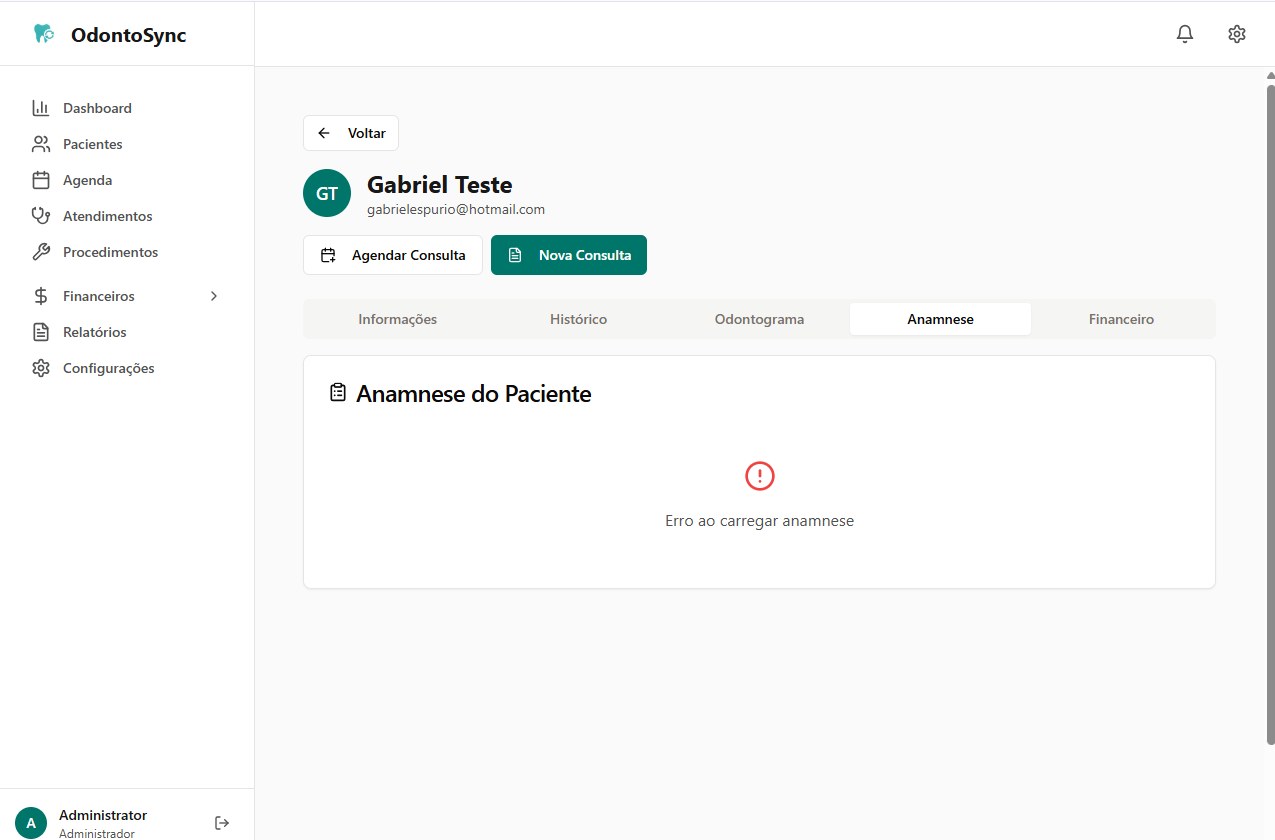 OdontoSync
Dashboard
Pacientes
Agenda
Atendimentos
Procedimentos
Financeiros
Relatórios
Configurações
Voltar
GT
Gabriel Teste
gabrielespurio@hotmail.com
Agendar Consulta
Nova Consulta
Informações
Histórico
Odontograma
Anamnese
Financeiro
Anamnese do Paciente
Erro ao carregar anamnese
A
Administrator
Administrador